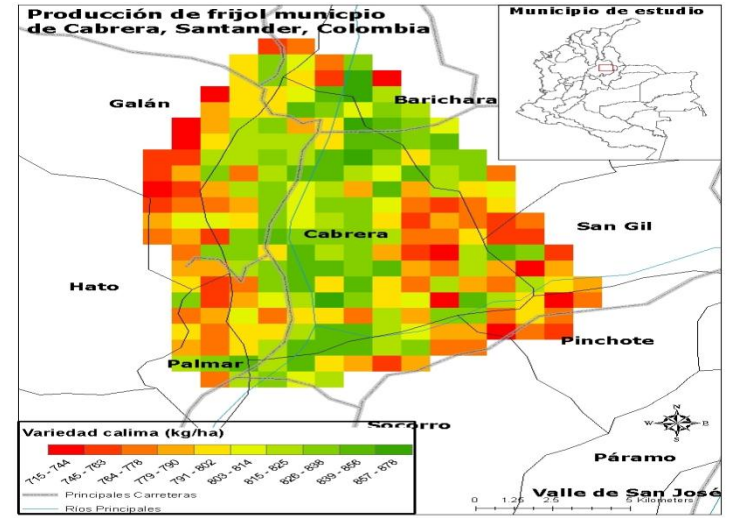 Producción de frijol municpio
de Cabrera, Santander, Colombia
Municipio de estudio
Galán
Barichara
San Gil
Cabrera
Hato
Pinchote
Palmar
Socorro
Páramo
Valle de San José
N
W E
S
0 1.25 2.5 5 Kilometers
Variedad calima (kg/ha)
715 - 744 745 - 763 764 - 778 779 - 790 791 - 802 803 - 814 815 - 825 826 - 838 839 - 856 857 - 878
Principales Carreteras
Ríos Principales